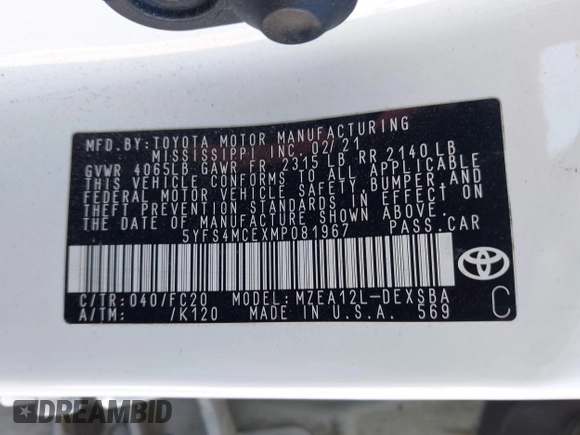 MFD.BY:TOYOTA MOTOR MANUFACTURING
MISSISSIPPI INC. 02/21
GVWR 4065LB GAWR FR 2315 LB RR 2140 LB
THIS VEHICLE CONFORMS TO ALL APPLICABLE
FEDERAL MOTOR VEHICLE SAFETY, BUMPER, AND
THEFT PREVENTION STANDARDS IN EFFECT ON
THE DATE OF MANUFACTURE SHOWN ABOVE.
5YFS4MCEXMP081967 PASS.CAR
C/TR:040/FC20 MODEL:MZEA12L-DEXSBA
A/TM: /K120 MADE IN U.S.A. 569
C
DREAMBID